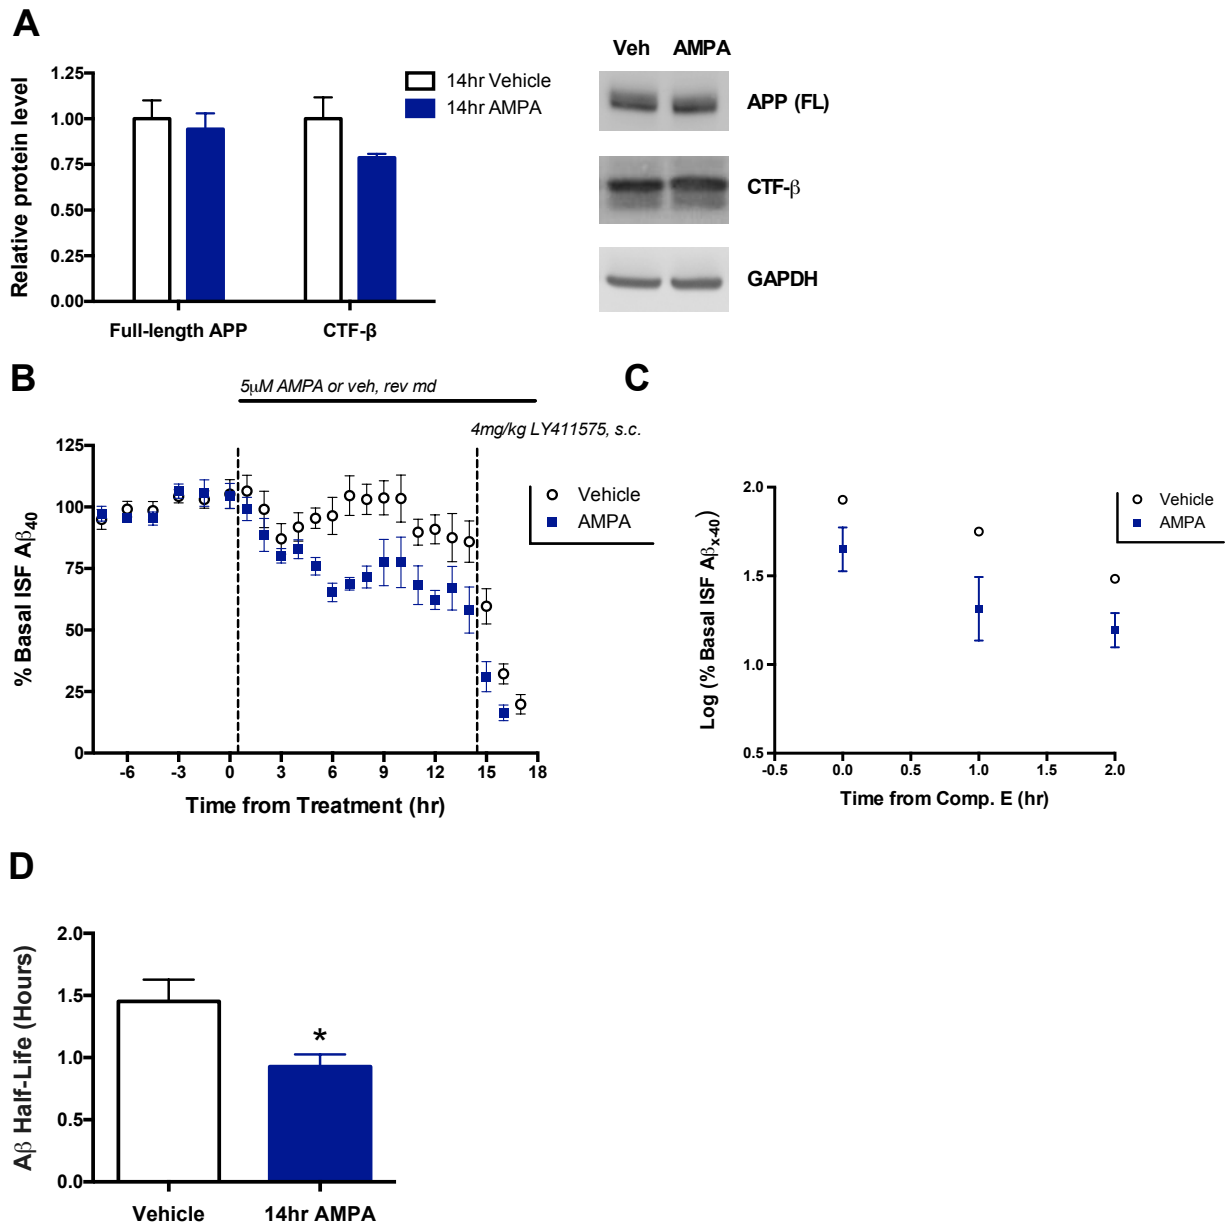 A
Relative protein level
1.25
1.00
0.75
0.50
0.25
0.00
Full-length APP
CTF-β
14hr Vehicle
14hr AMPA
Veh AMPA
APP (FL)
CTF-β
GAPDH
B
5μM AMPA or veh, rev md
4mg/kg LY411575, s.c.
% Basal ISF Aβ40
125
100
75
50
25
0
-6 -3 0 3 6 9 12 15 18
Time from Treatment (hr)
Vehicle
AMPA
C
Log (% Basal ISF Aβx-40)
2.0
1.5
1.0
0.5
-0.5 0.0 0.5 1.0 1.5 2.0
Time from Comp. E (hr)
Vehicle
AMPA
D
Aβ Half-Life (Hours)
2.0
1.5
1.0
0.5
0.0
*
Vehicle
14hr AMPA